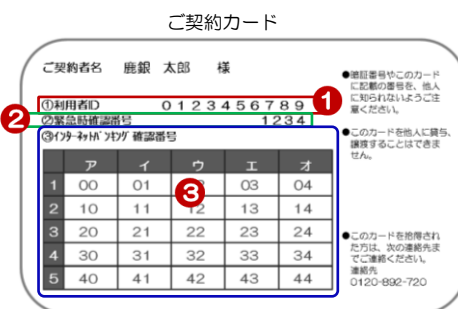 ご契約カード
ご契約者名 鹿銀 太郎 様
①利用者ID 0123456789
1
2
②緊急時確認番号 1234
③インターネットバンキング 確認番号
ア イ ウ エ オ
1 00 01 03 04
3
2 10 11 12 13 14
3 20 21 22 23 24
4 30 31 32 33 34
5 40 41 42 43 44
●暗証番号やこのカード
に記載の番号を、他人
に知られないようご注
意ください。
●このカードを他人に貸与、
譲渡することはできま
せん。
●このカードを拾得され
た方は、次の連絡先ま
でご連絡ください。
連絡先
0120-892-720